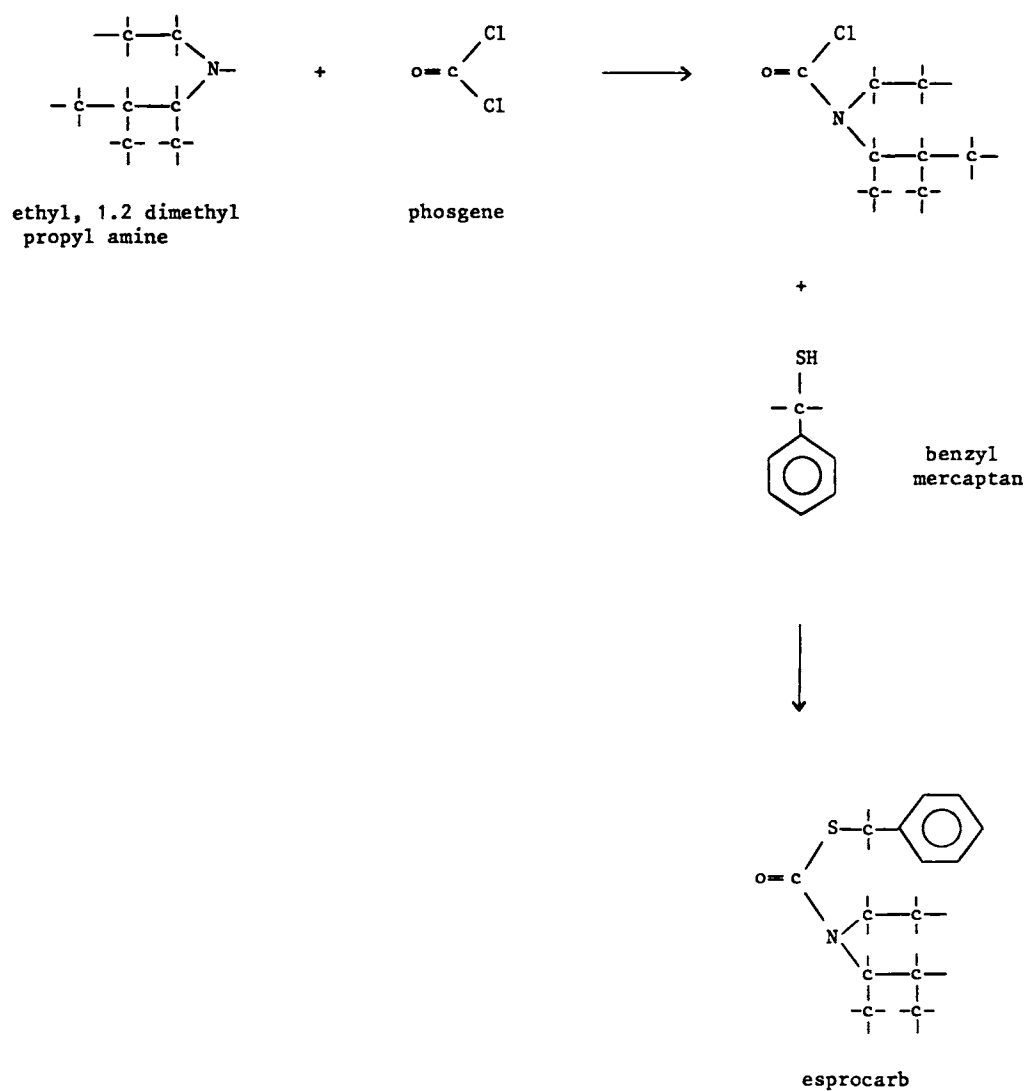 Cl
Cl
N
+
o=c
Cl
o=c
N
ethyl, 1.2 dimethyl
propyl amine
phosgene
+
SH
c
benzyl
mercaptan
S
c
o=c
N
esprocarb